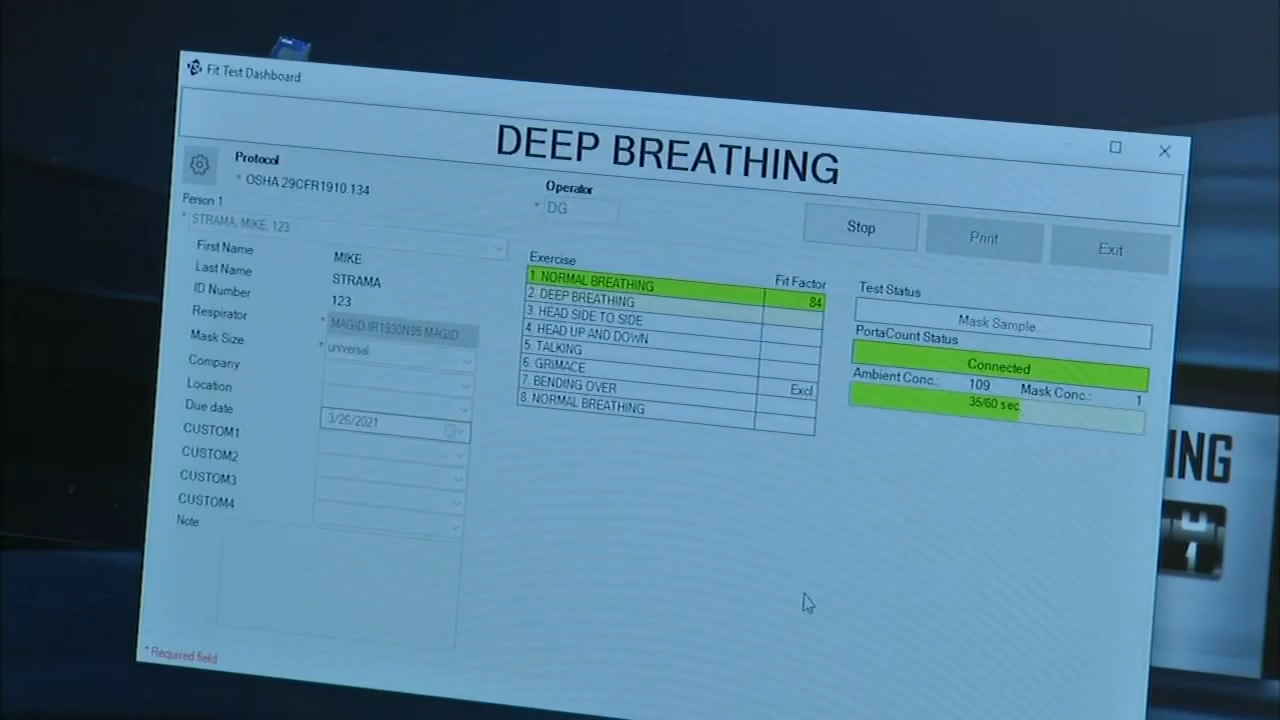 Fit Test Dashboard
DEEP BREATHING
Protocol
* OSHA 29CFR1910.134
Operator
* DG
Stop
Print
Exit
Person 1
* STRAMA, MIKE, 123
First Name MIKE
Last Name STRAMA
ID Number 123
Respirator * MAGID IR1930N95 MAGID
Mask Size * universal
Company
Location
Due date 3/26/2021
CUSTOM1
CUSTOM2
CUSTOM3
CUSTOM4
Note
* Required field
Exercise Fit Factor
1. NORMAL BREATHING 84
2. DEEP BREATHING
3. HEAD SIDE TO SIDE
4. HEAD UP AND DOWN
5. TALKING
6. GRIMACE
7. BENDING OVER Excl
8. NORMAL BREATHING
Test Status
Mask Sample...
PortaCount Status
Connected
Ambient Conc.: 109 Mask Conc.: 1
35/60 sec.
ING